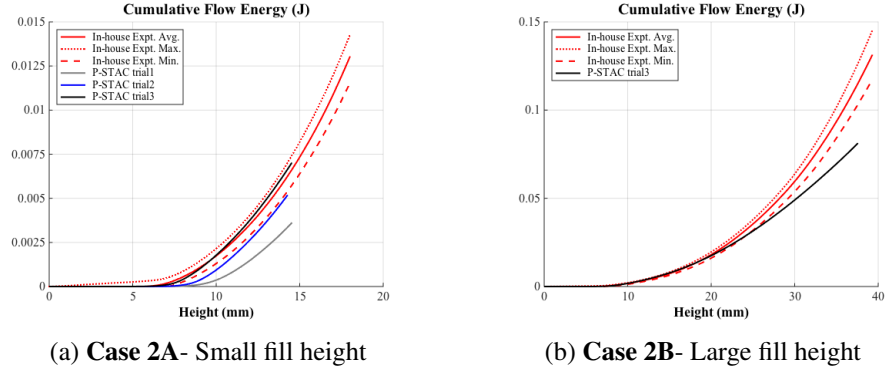 Cumulative Flow Energy (J)
0.015
0.0125
0.01
0.0075
0.005
0.0025
0
In-house Expt. Avg.
In-house Expt. Max.
In-house Expt. Min.
P-STAC trial1
P-STAC trial2
P-STAC trial3
0 5 10 15 20
Height (mm)
(a) Case 2A- Small fill height
Cumulative Flow Energy (J)
0.15
0.1
0.05
0
In-house Expt. Avg.
In-house Expt. Max.
In-house Expt. Min.
P-STAC trial3
0 10 20 30 40
Height (mm)
(b) Case 2B- Large fill height